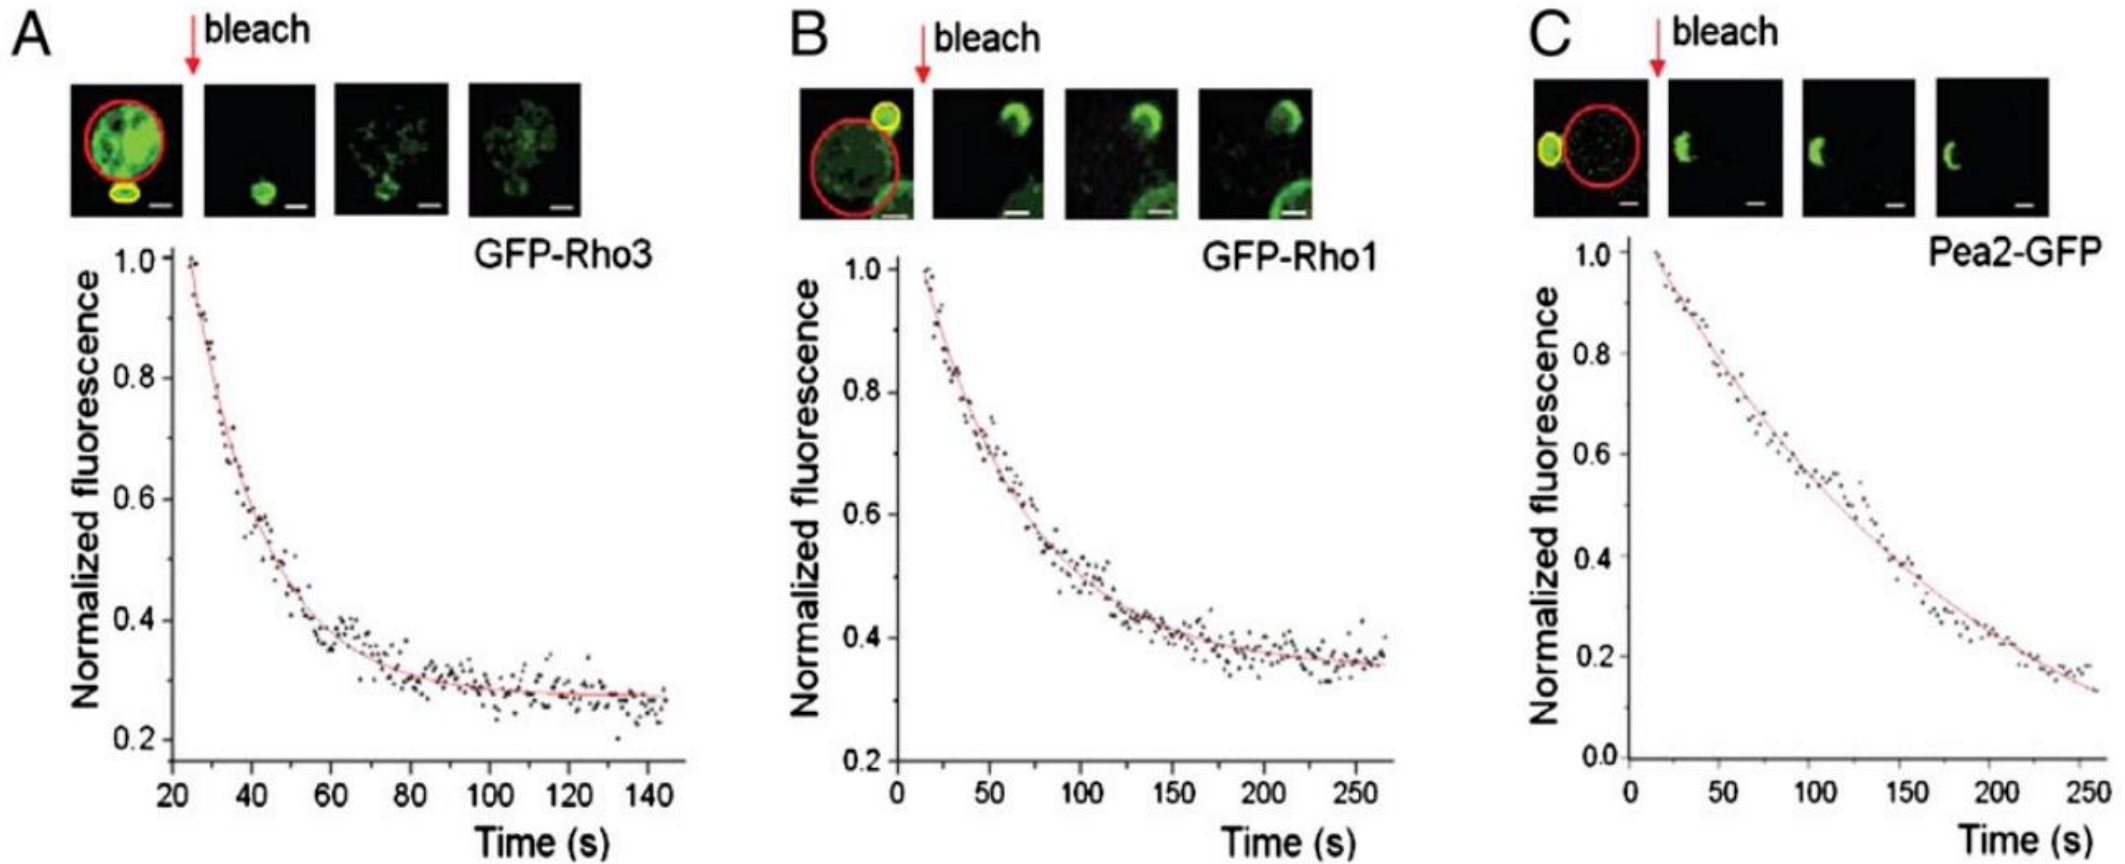 A
bleach
GFP-Rho3
Normalized fluorescence
1.0
0.8
0.6
0.4
0.2
20 40 60 80 100 120 140
Time (s)
B
bleach
GFP-Rho1
Normalized fluorescence
1.0
0.8
0.6
0.4
0.2
0 50 100 150 200 250
Time (s)
C
bleach
Pea2-GFP
Normalized fluorescence
1.0
0.8
0.6
0.4
0.2
0.0
0 50 100 150 200 250
Time (s)